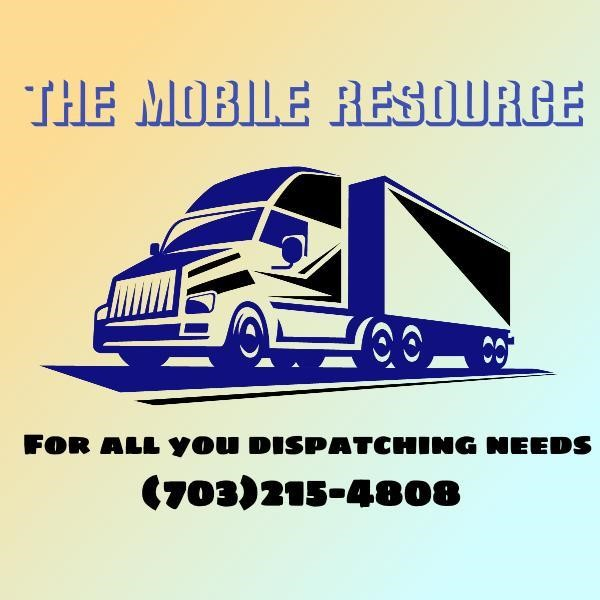 THE MOBILE RESOURCE
For all you dispatching needs
(703)215-4808